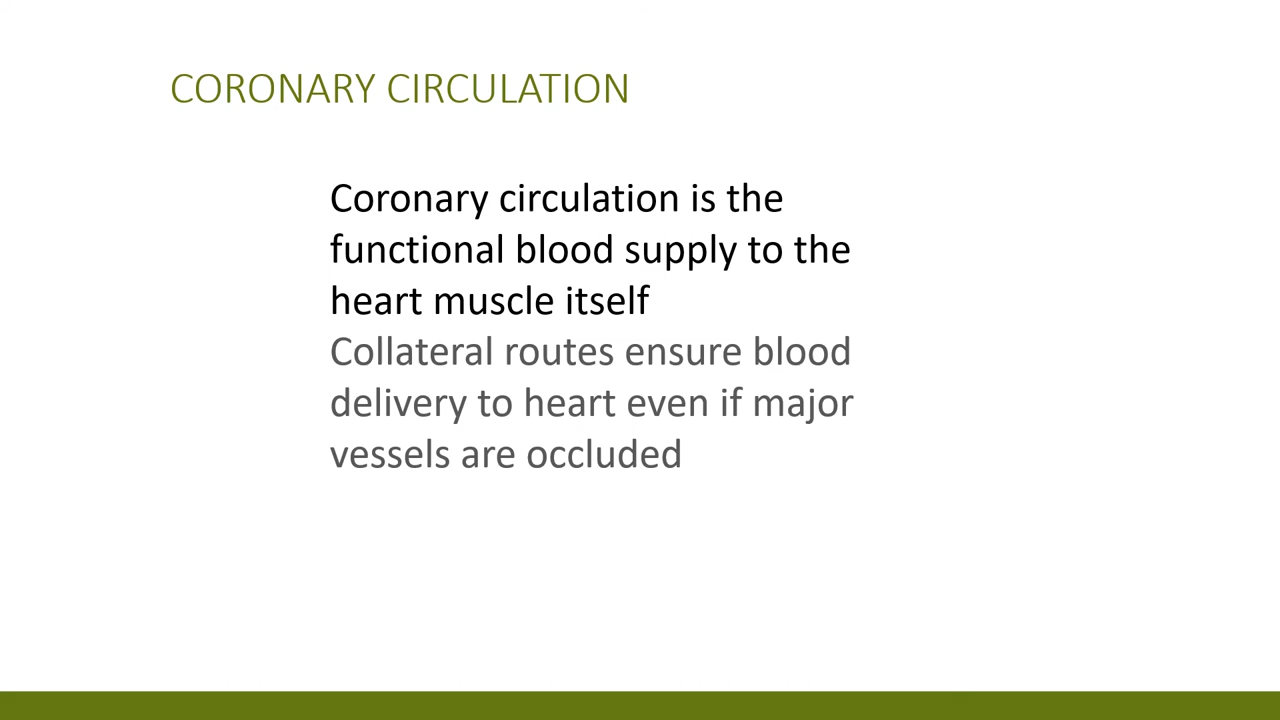 CORONARY CIRCULATION
Coronary circulation is the
functional blood supply to the
heart muscle itself
Collateral routes ensure blood
delivery to heart even if major
vessels are occluded